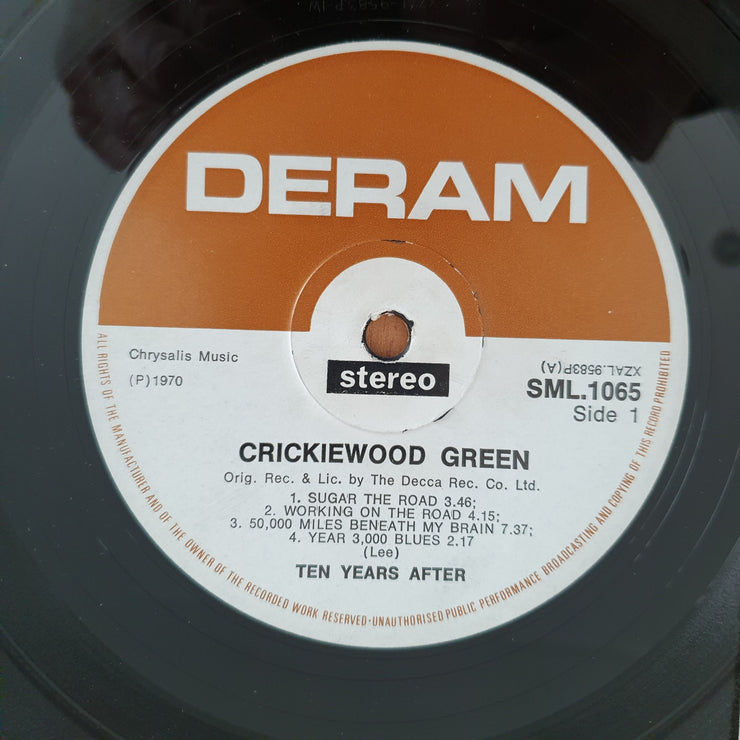 DERAM
Chrysalis Music
(P)1970
stereo
XZAL.9583P(A)
SML.1065
Side 1
CRICKIEWOOD GREEN
Orig. Rec. & Lic. by The Decca Rec. Co. Ltd.
1. SUGAR THE ROAD 3.46;
2. WORKING ON THE ROAD 4.15;
3. 50,000 MILES BENEATH MY BRAIN 7.37;
4. YEAR 3,000 BLUES 2.17
(Lee)
TEN YEARS AFTER
ALL RIGHTS OF THE MANUFACTURER AND OF THE OWNER OF THE RECORDED WORK RESERVED·UNAUTHORISED PUBLIC PERFORMANCE BROADCASTING AND COPYING OF THIS RECORD PROHIBITED